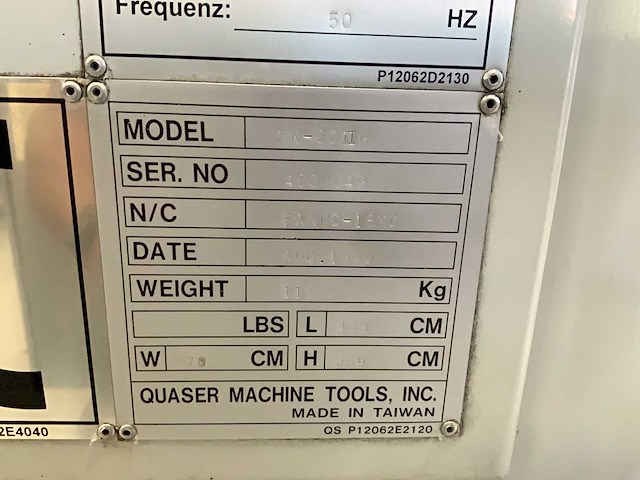 Frequenz: 50 HZ
P12062D2130
MODEL
SER. NO
N/C
DATE
WEIGHT Kg
LBS L CM
W CM H CM
QUASER MACHINE TOOLS, INC.
MADE IN TAIWAN
QS P12062E2120
2E4040